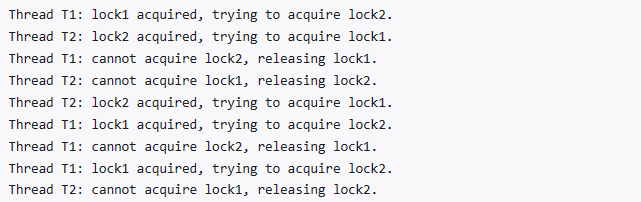 Thread T1: lock1 acquired, trying to acquire lock2.
Thread T2: lock2 acquired, trying to acquire lock1.
Thread T1: cannot acquire lock2, releasing lock1.
Thread T2: cannot acquire lock1, releasing lock2.
Thread T2: lock2 acquired, trying to acquire lock1.
Thread T1: lock1 acquired, trying to acquire lock2.
Thread T1: cannot acquire lock2, releasing lock1.
Thread T1: lock1 acquired, trying to acquire lock2.
Thread T2: cannot acquire lock1, releasing lock2.